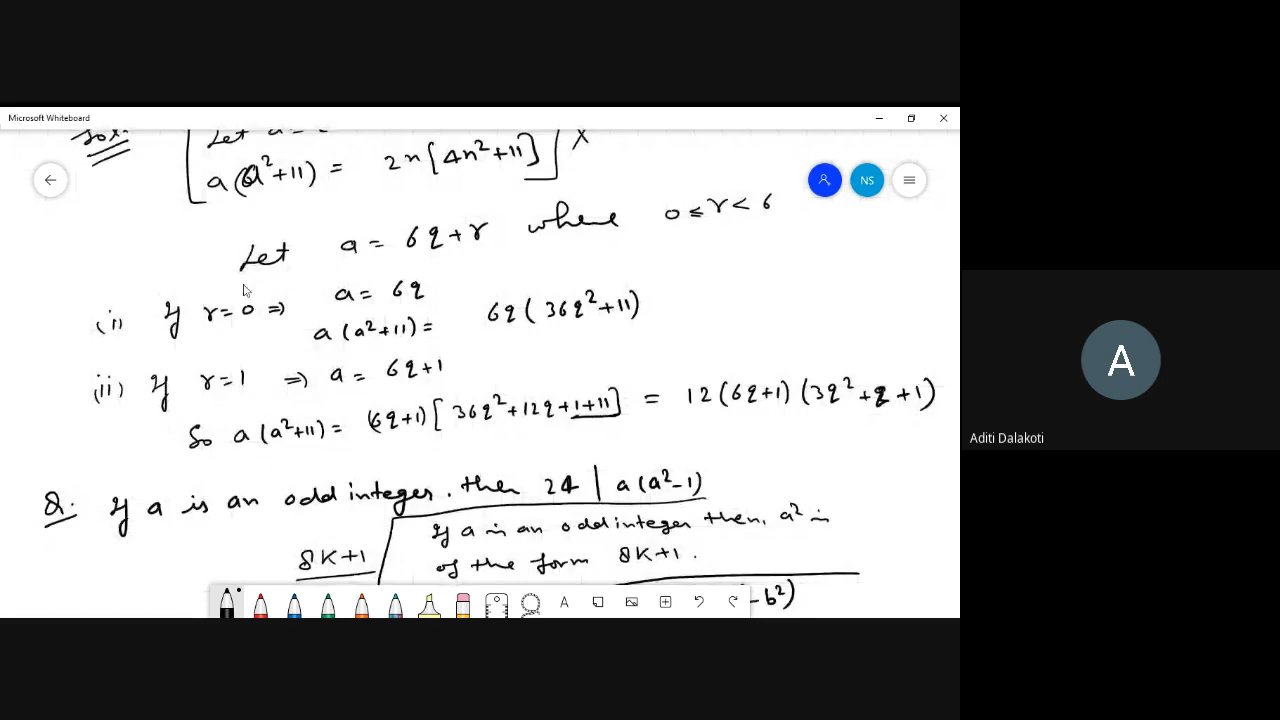 Microsoft Whiteboard
Sol.
Let a =
a(a²+11) = 2n[4n²+11] X
NS
Let a = 6q+r where 0≤r<6
(i) If r=0 ⇒ a = 6q
a(a²+11) = 6q(36q²+11)
(ii) If r=1 ⇒ a = 6q+1
So a(a²+11) = (6q+1)[36q²+12q+1+11] = 12(6q+1)(3q²+q+1)
Q. If a is an odd integer. then 24 | a(a²-1)
If a is an odd integer then, a² is
8K+1
of the form 8K+1.
-b²)
A
A
Aditi Dalakoti